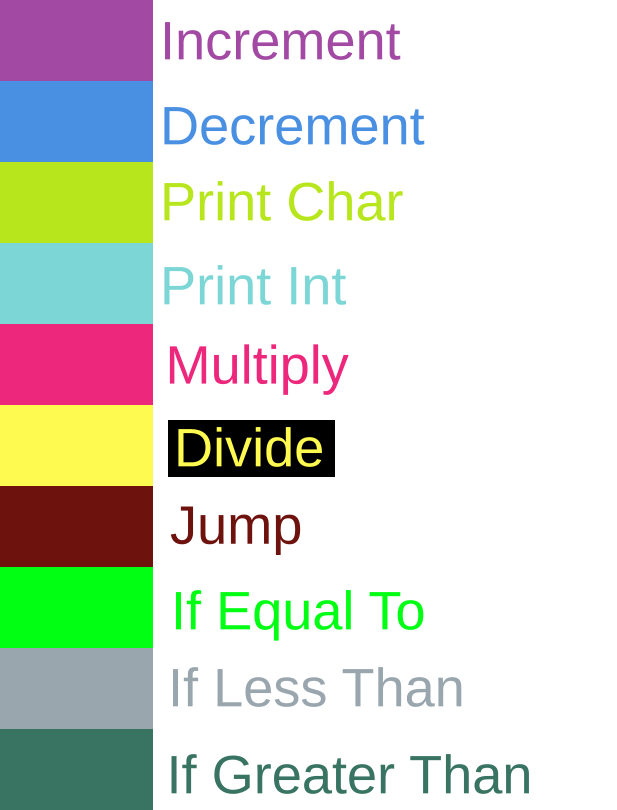 Increment
Decrement
Print Char
Print Int
Multiply
Divide
Jump
If Equal To
If Less Than
If Greater Than